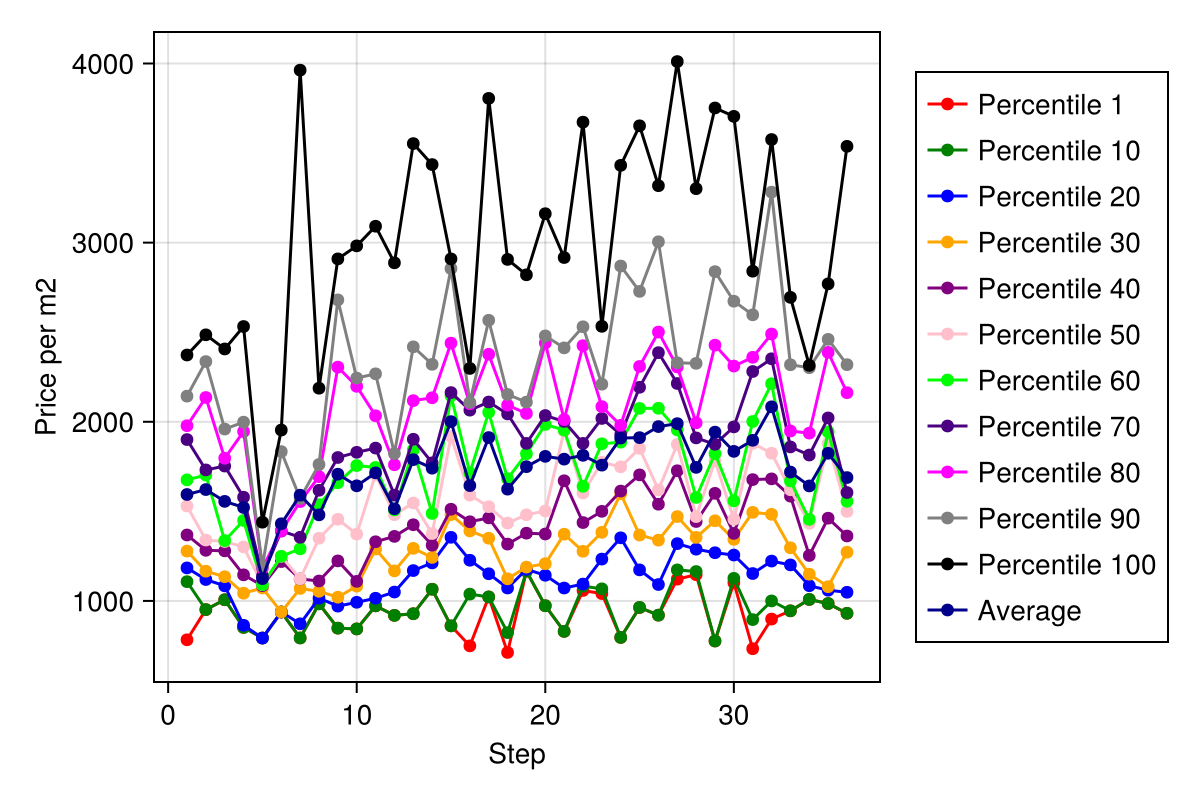 4000
3000
2000
1000
Price per m2
0 10 20 30
Step
Percentile 1
Percentile 10
Percentile 20
Percentile 30
Percentile 40
Percentile 50
Percentile 60
Percentile 70
Percentile 80
Percentile 90
Percentile 100
Average